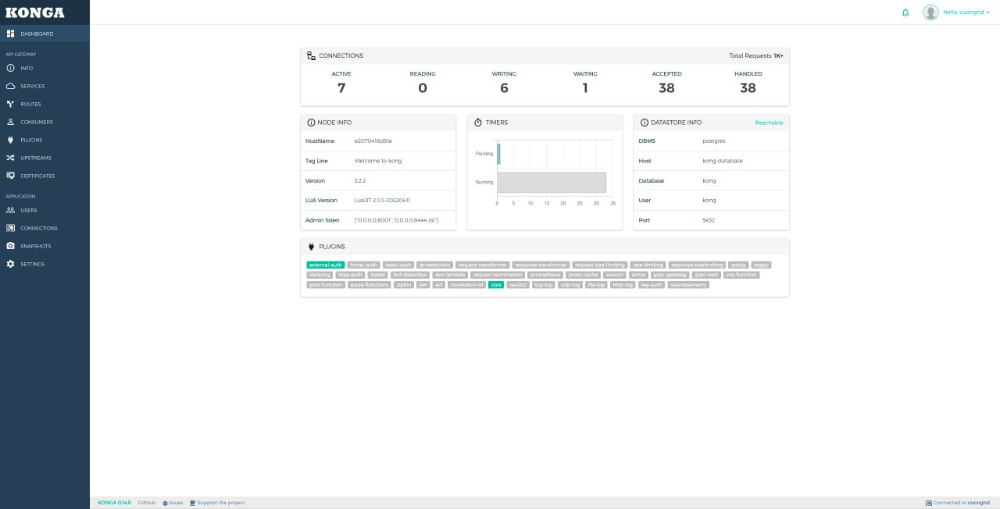 KONGA
Hello, cuongnd
DASHBOARD
API GATEWAY
INFO
SERVICES
ROUTES
CONSUMERS
PLUGINS
UPSTREAMS
CERTIFICATES
APPLICATION
USERS
CONNECTIONS
SNAPSHOTS
SETTINGS
CONNECTIONS Total Requests: 1K+
ACTIVE READING WRITING WAITING ACCEPTED HANDLED
7 0 6 1 38 38
NODE INFO
HostName e2070416d51e
Tag Line Welcome to kong
Version 3.2.2
LUA Version LuaJIT 2.1.0-20220411
Admin listen ["0.0.0.0:8001","0.0.0.0:8444 ssl"]
TIMERS
Pending
Running
0 5 10 15 20 25 30 35
DATASTORE INFO Reachable
DBMS postgres
Host kong-database
Database kong
User kong
Port 5432
PLUGINS
external-auth hmac-auth basic-auth ip-restriction request-transformer response-transformer request-size-limiting rate-limiting response-ratelimiting syslog loggly
datadog ldap-auth statsd bot-detection aws-lambda request-termination prometheus proxy-cache session acme grpc-gateway grpc-web pre-function
post-function azure-functions zipkin jwt acl correlation-id cors oauth2 tcp-log udp-log file-log http-log key-auth opentelemetry
KONGA 0.14.9 GitHub Issues Support the project Connected to cuongnd